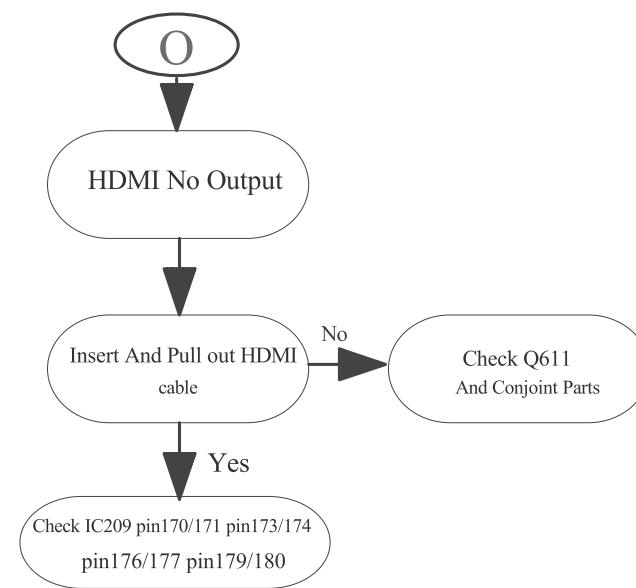 O
HDMI No Output
Insert And Pull out HDMI
cable
No
Check Q611
And Conjoint Parts
Yes
Check IC209 pin170/171 pin173/174
pin176/177 pin179/180